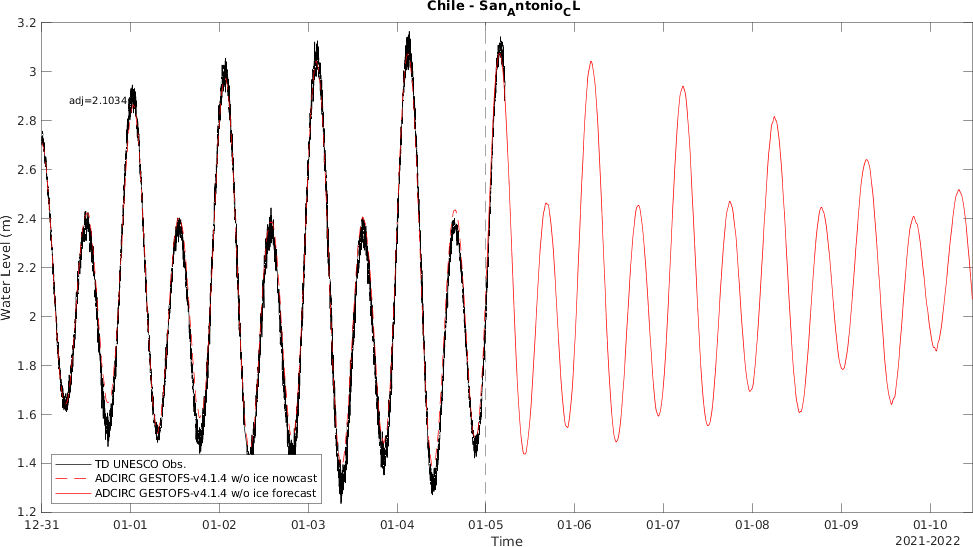 Chile - San_Antonio_CL
3.2
3
2.8
2.6
2.4
2.2
2
1.8
1.6
1.4
1.2
Water Level (m)
adj=2.1034
TD UNESCO Obs.
ADCIRC GESTOFS-v4.1.4 w/o ice nowcast
ADCIRC GESTOFS-v4.1.4 w/o ice forecast
12-31 01-01 01-02 01-03 01-04 01-05 01-06 01-07 01-08 01-09 01-10
Time
2021-2022